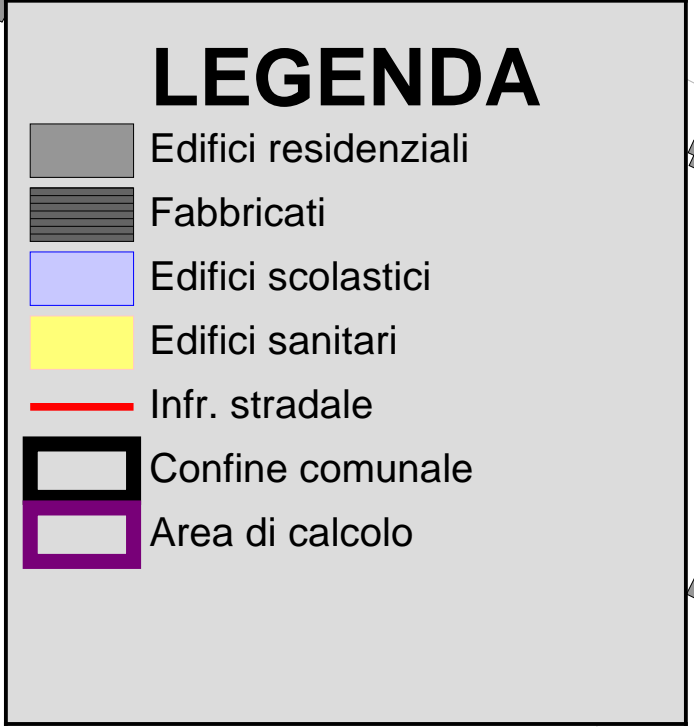 LEGENDA
Edifici residenziali
Fabbricati
Edifici scolastici
Edifici sanitari
Infr. stradale
Confine comunale
Area di calcolo